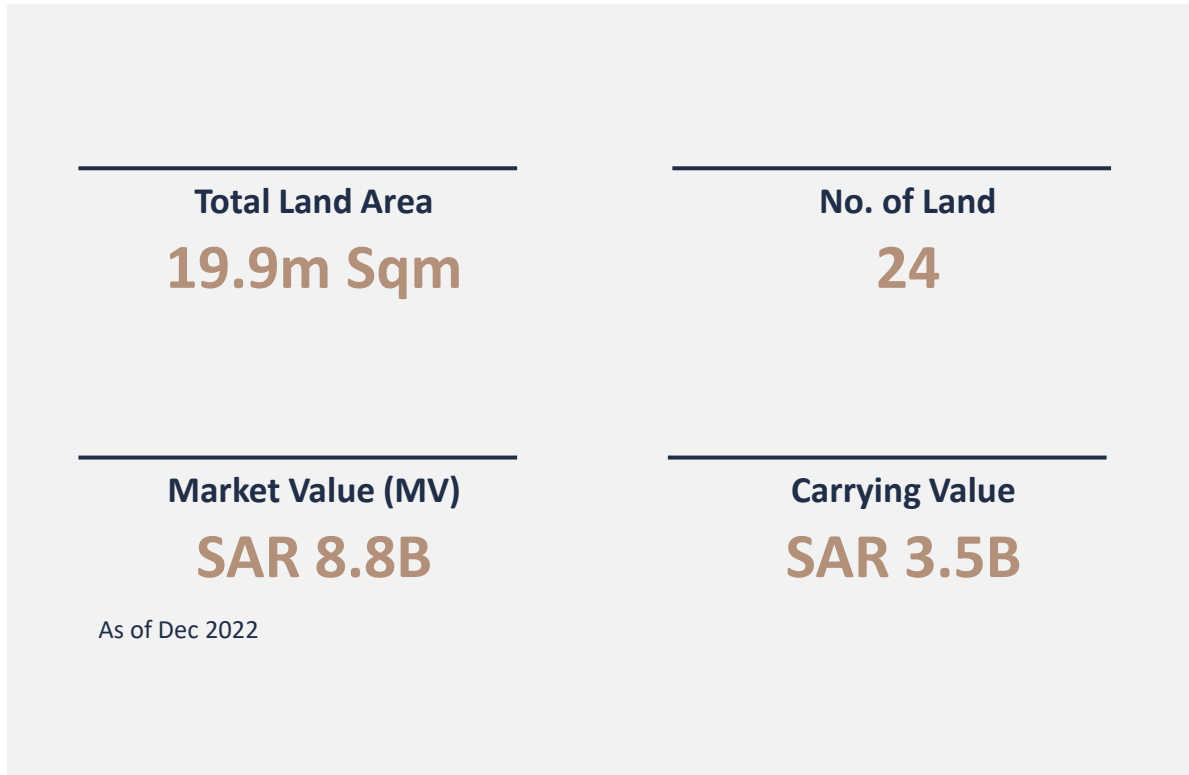 Total Land Area
19.9m Sqm
No. of Land
24
Market Value (MV)
SAR 8.8B
As of Dec 2022
Carrying Value
SAR 3.5B